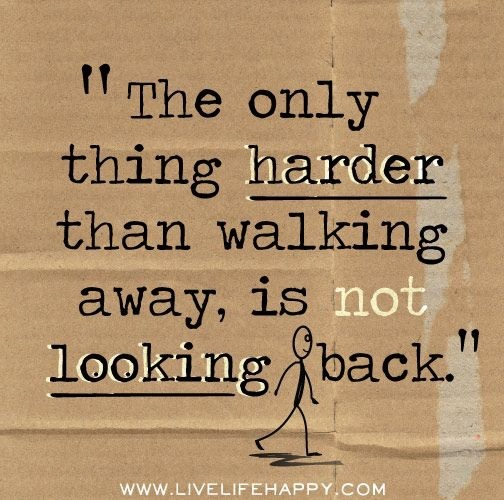 "The only
thing harder
than walking
away, is not
looking back."
WWW.LIVELIFEHAPPY.COM